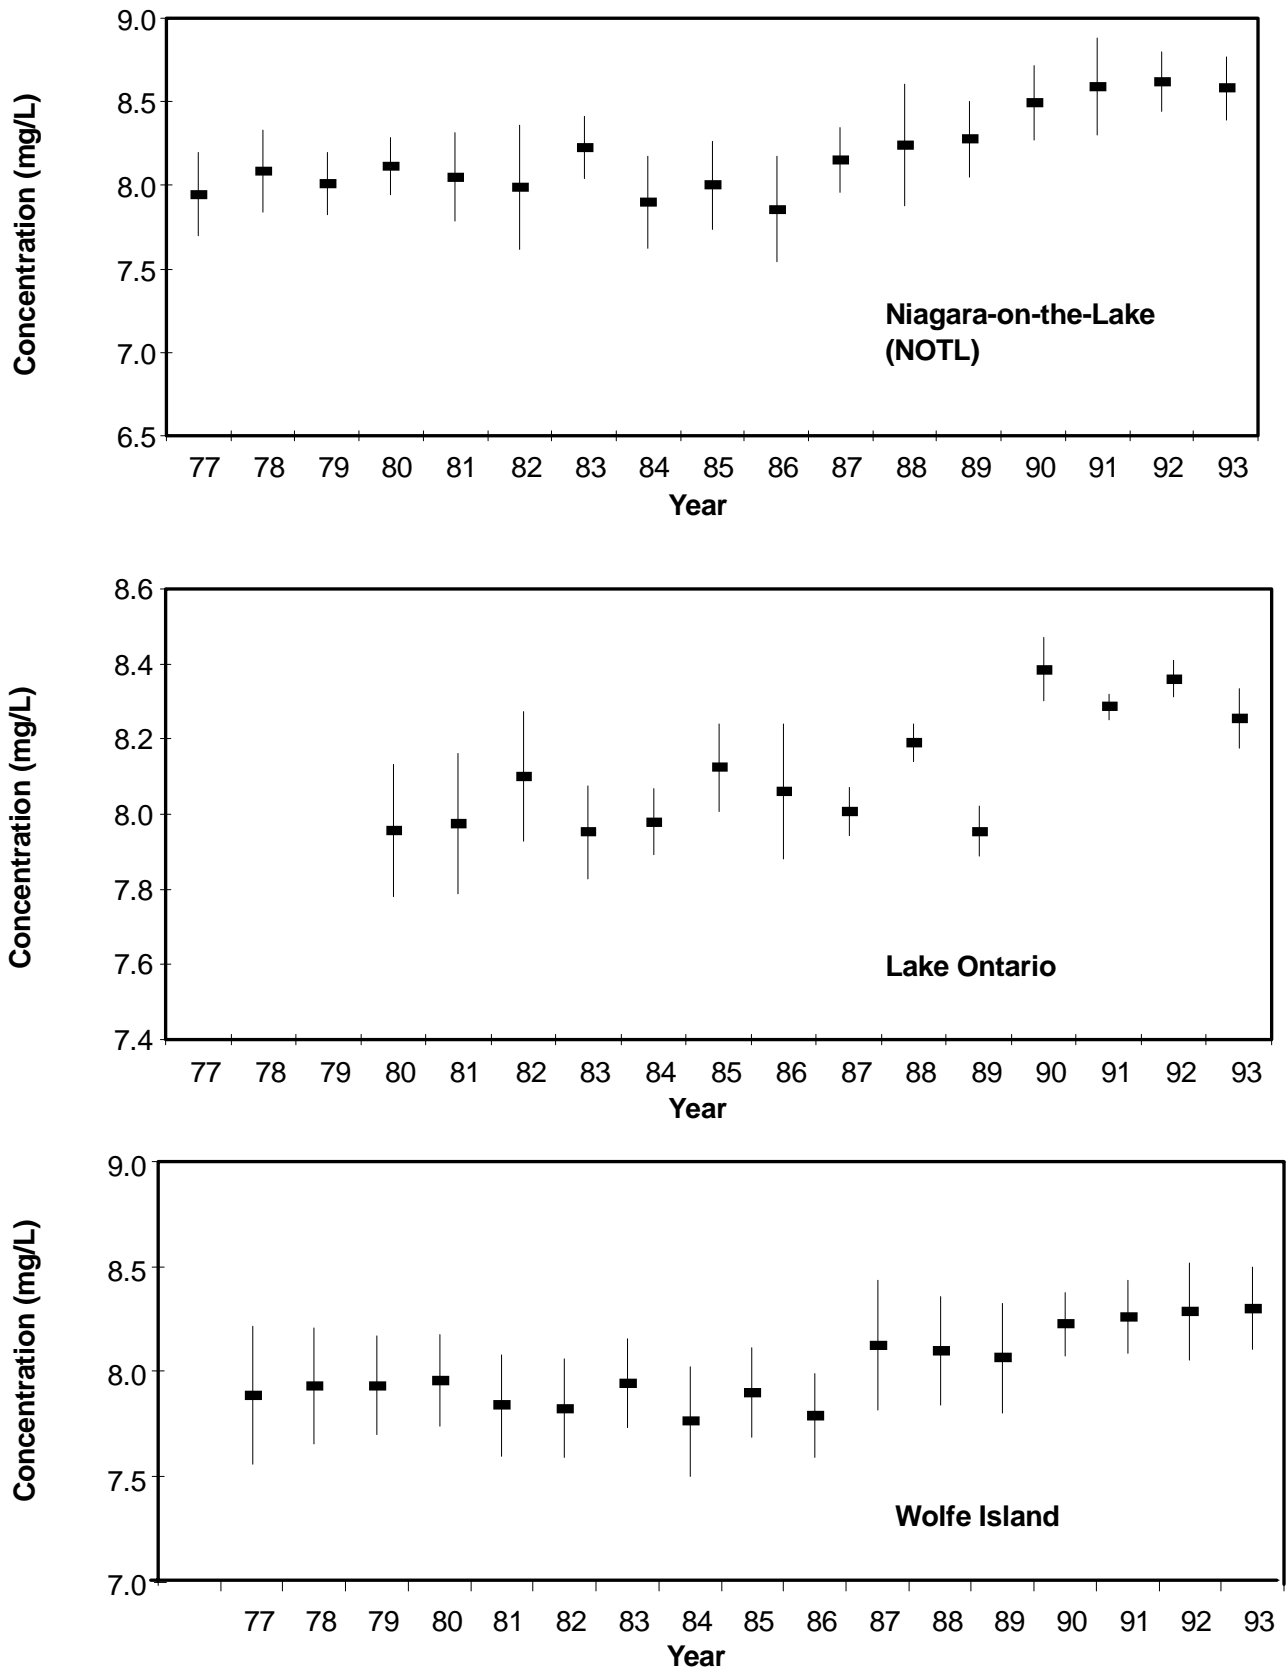 Concentration (mg/L)
9.0
8.5
8.0
7.5
7.0
6.5
Niagara-on-the-Lake
(NOTL)
77 78 79 80 81 82 83 84 85 86 87 88 89 90 91 92 93
Year
Concentration (mg/L)
8.6
8.4
8.2
8.0
7.8
7.6
7.4
Lake Ontario
77 78 79 80 81 82 83 84 85 86 87 88 89 90 91 92 93
Year
Concentration (mg/L)
9.0
8.5
8.0
7.5
7.0
Wolfe Island
77 78 79 80 81 82 83 84 85 86 87 88 89 90 91 92 93
Year